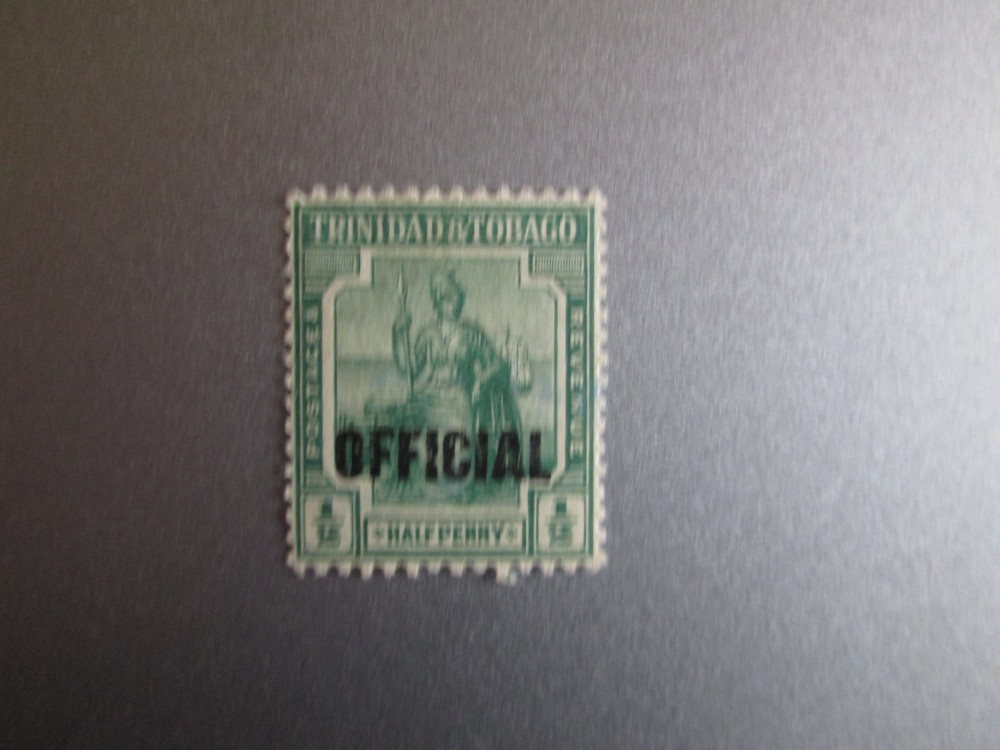 TRINIDAD & TOBAGO
POSTAGE &
REVENUE
OFFICIAL
½
HALFPENNY
½